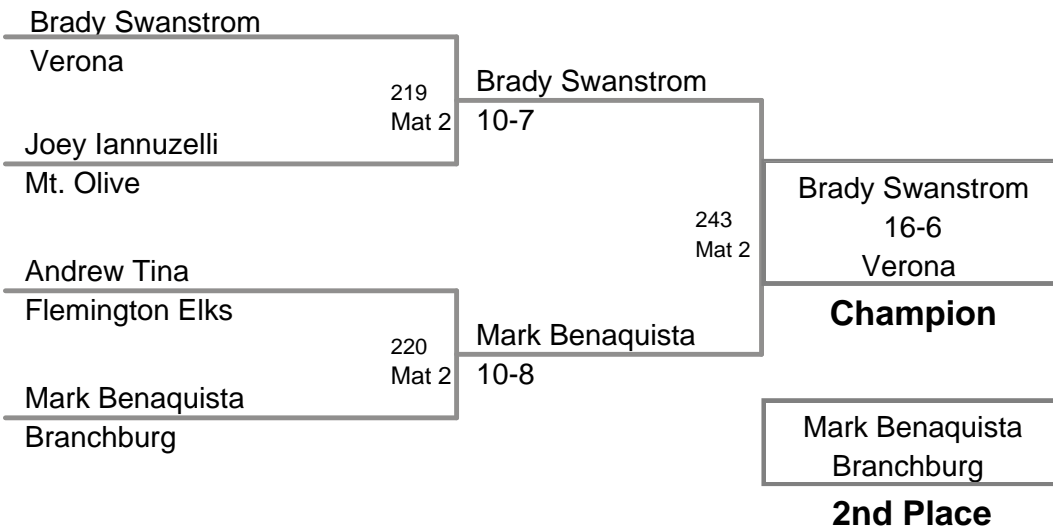 Brady Swanstrom
Verona
219
Mat 2
Joey Iannuzelli
Mt. Olive
Brady Swanstrom
10-7
Andrew Tina
Flemington Elks
220
Mat 2
Mark Benaquista
Branchburg
Mark Benaquista
10-8
243
Mat 2
Brady Swanstrom
16-6
Verona
Champion
Mark Benaquista
Branchburg
2nd Place